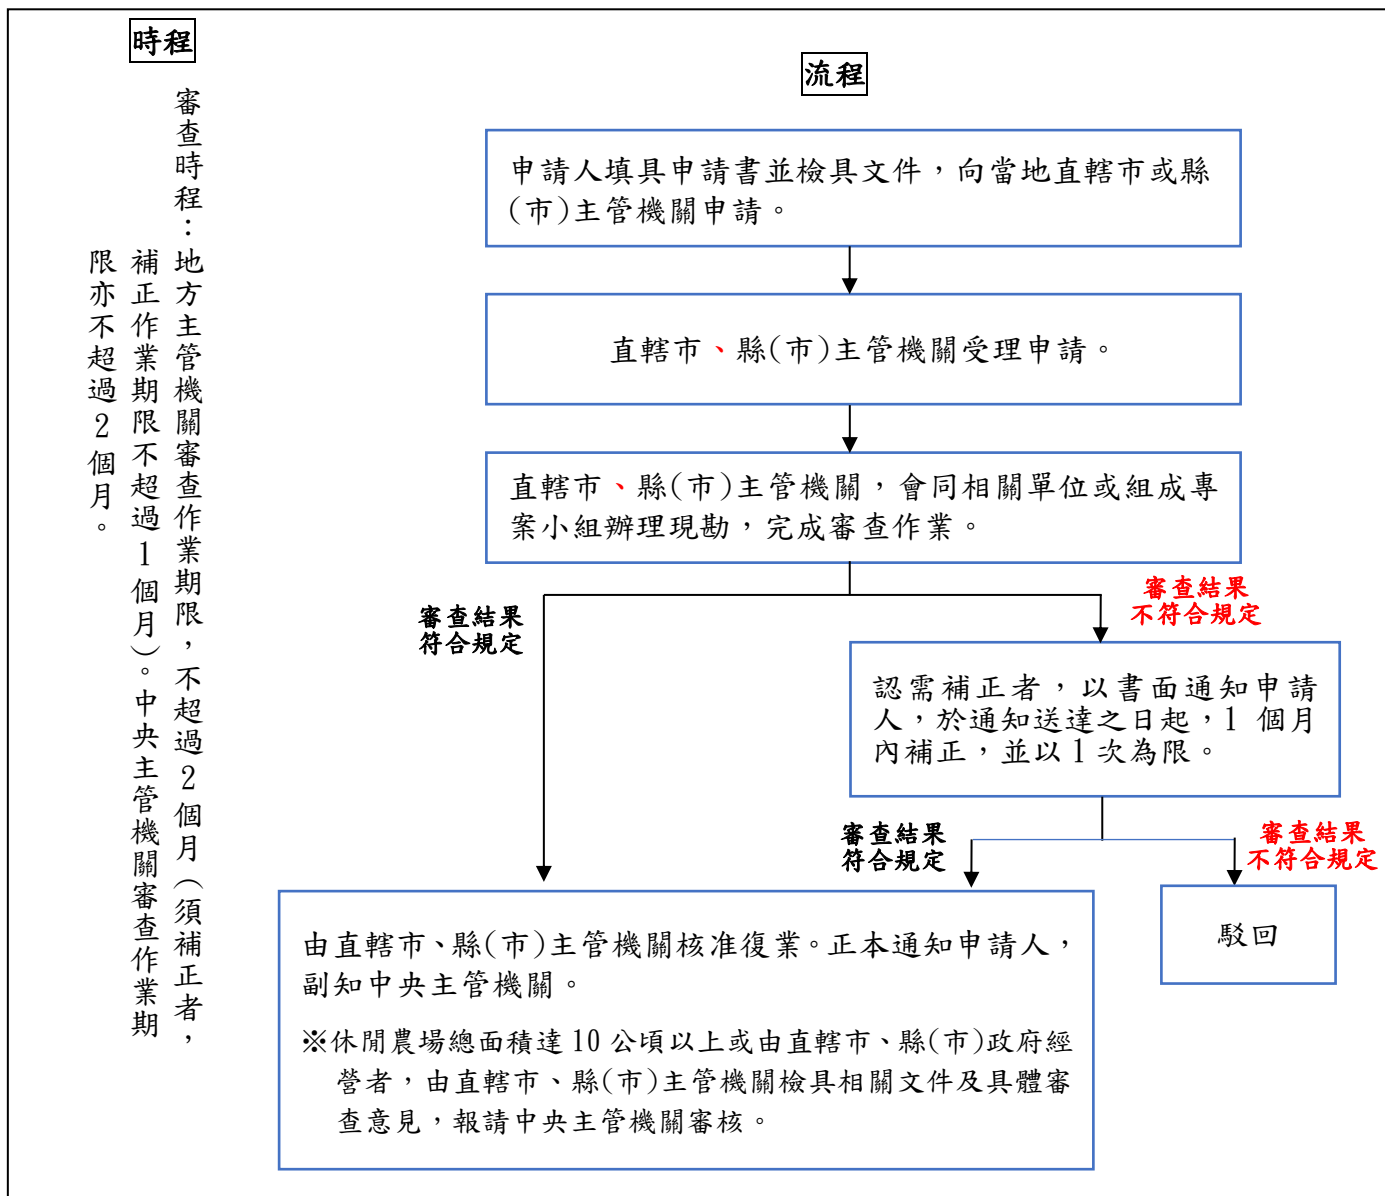 時程
審查時程：地方主管機關審查作業期限，不超過2個月（須補正者，
補正作業期限不超過1個月）。中央主管機關審查作業期
限亦不超過2個月。
流程
申請人填具申請書並檢具文件，向當地直轄市或縣
(市)主管機關申請。
直轄市、縣(市)主管機關受理申請。
直轄市、縣(市)主管機關，會同相關單位或組成專
案小組辦理現勘，完成審查作業。
審查結果
符合規定
審查結果
不符合規定
認需補正者，以書面通知申請
人，於通知送達之日起，1 個月
內補正，並以 1 次為限。
審查結果
符合規定
審查結果
不符合規定
由直轄市、縣(市)主管機關核准復業。正本通知申請人，
副知中央主管機關。
※休閒農場總面積達 10 公頃以上或由直轄市、縣(市)政府經
營者，由直轄市、縣(市)主管機關檢具相關文件及具體審
查意見，報請中央主管機關審核。
駁回